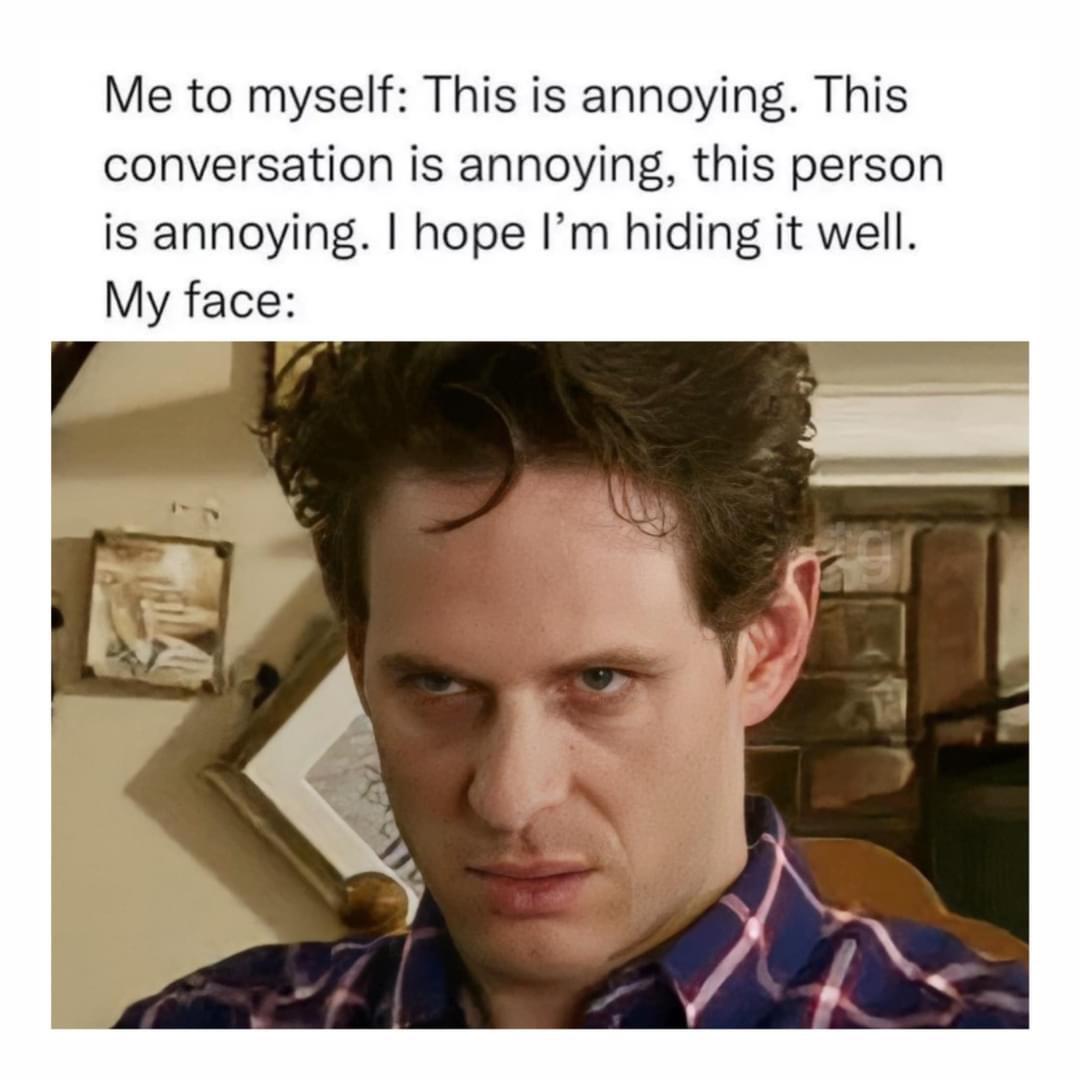 Me to myself: This is annoying. This
conversation is annoying, this person
is annoying. I hope I’m hiding it well.
My face: